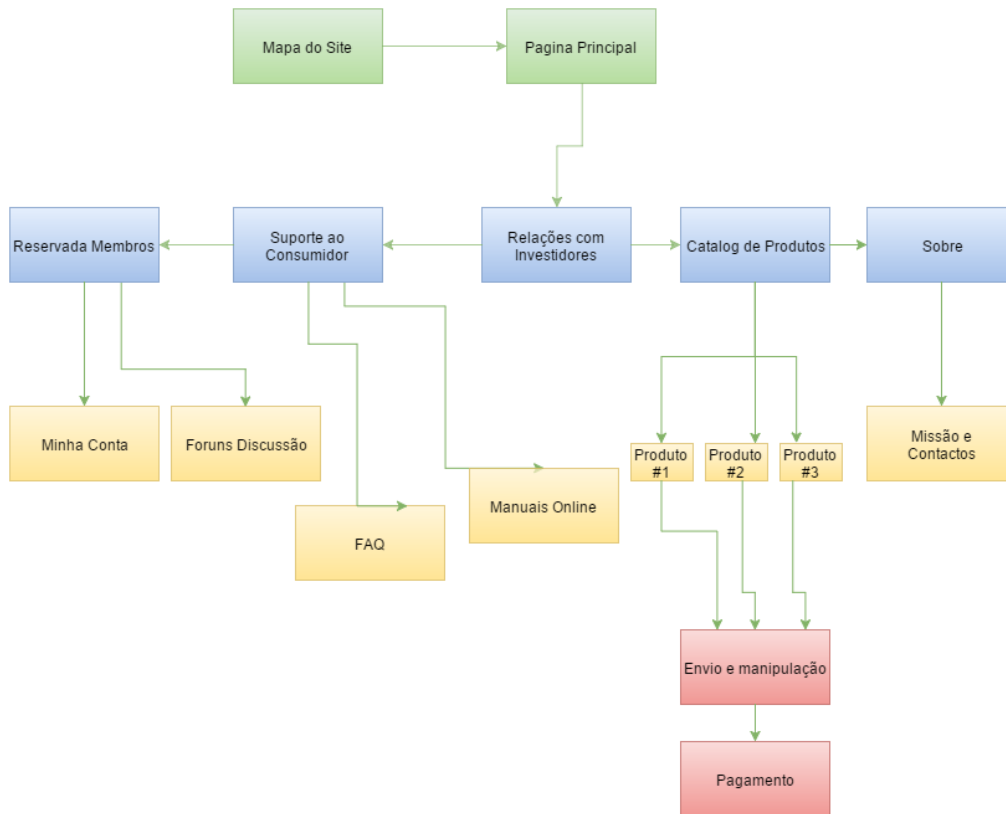 Mapa do Site
Pagina Principal
Reservada Membros
Suporte ao
Consumidor
Relações com
Investidores
Catalog de Produtos
Sobre
Minha Conta
Foruns Discussão
FAQ
Manuais Online
Produto
#1
Produto
#2
Produto
#3
Missão e
Contactos
Envio e manipulação
Pagamento